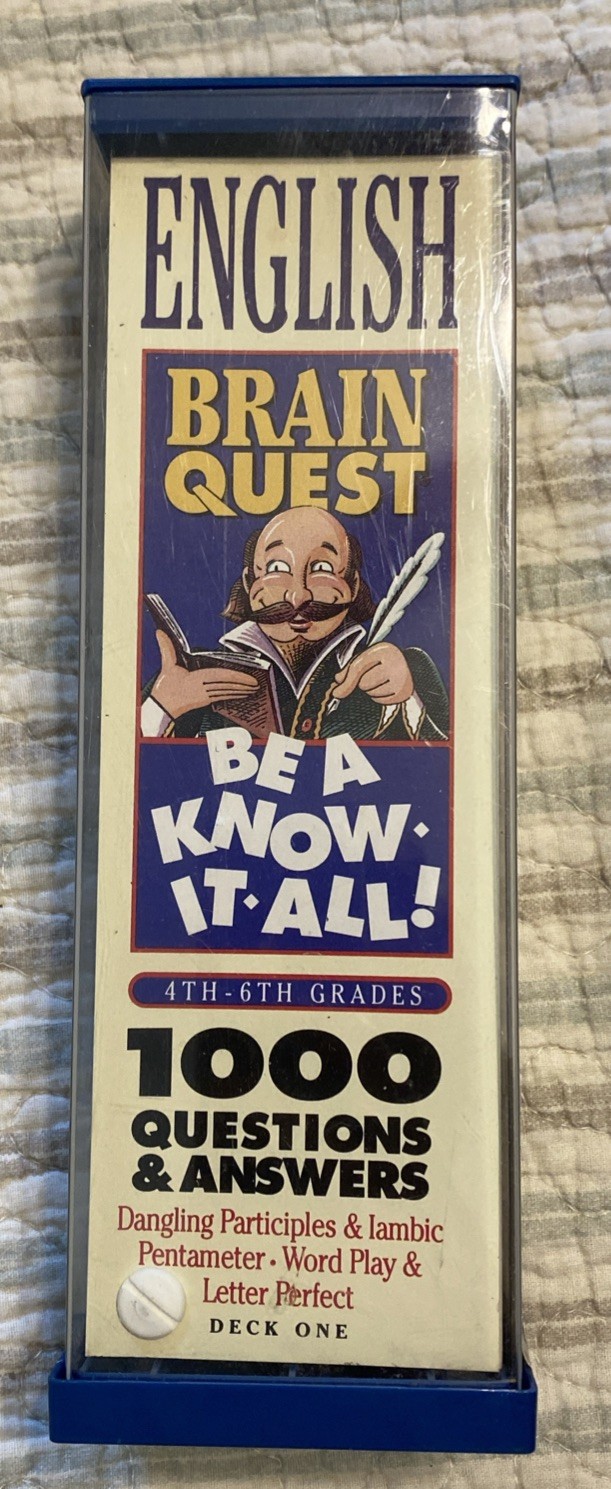 ENGLISH
BRAIN
QUEST
BE A
KNOW·
IT·ALL!
4TH-6TH GRADES
1000
QUESTIONS
& ANSWERS
Dangling Participles & Iambic
Pentameter • Word Play &
Letter Perfect
DECK ONE